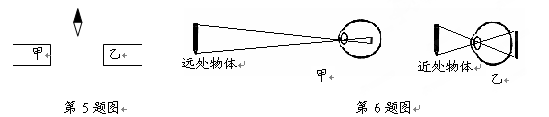 甲 乙
远处物体 甲 近处物体 乙
第 5 题图 第 6 题图